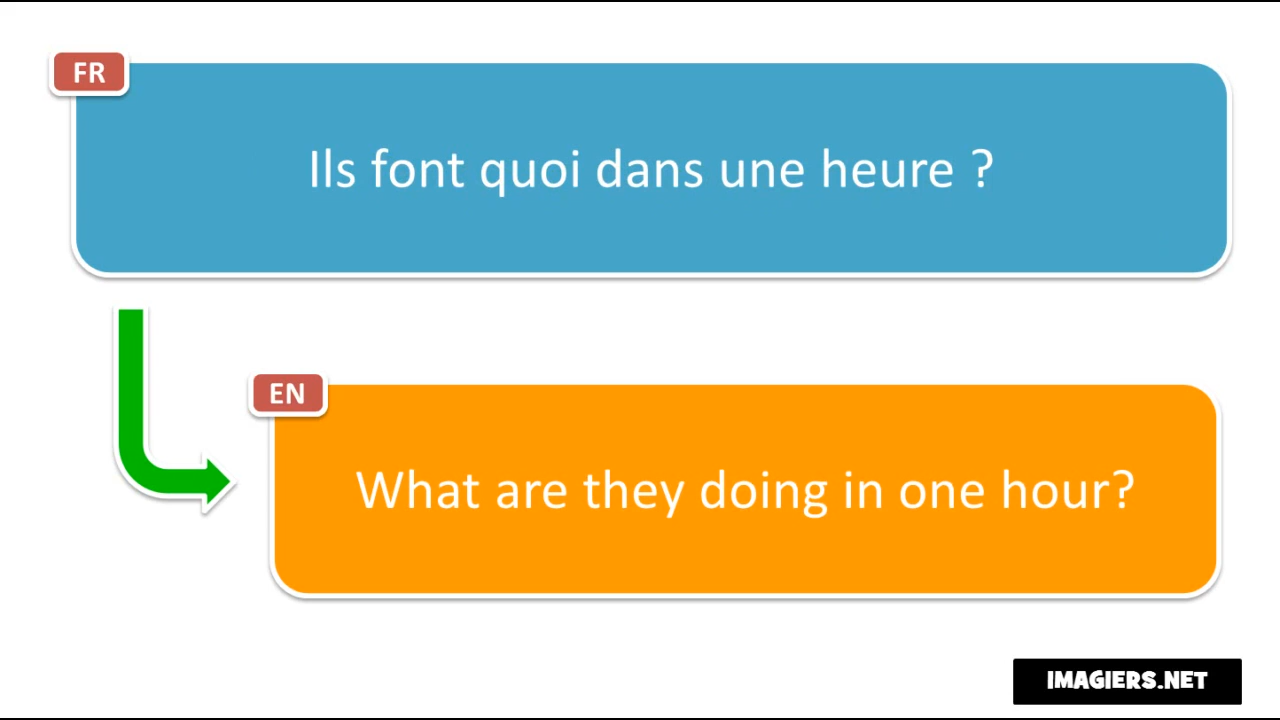 FR
Ils font quoi dans une heure ?
EN
What are they doing in one hour?
IMAGIERS.NET